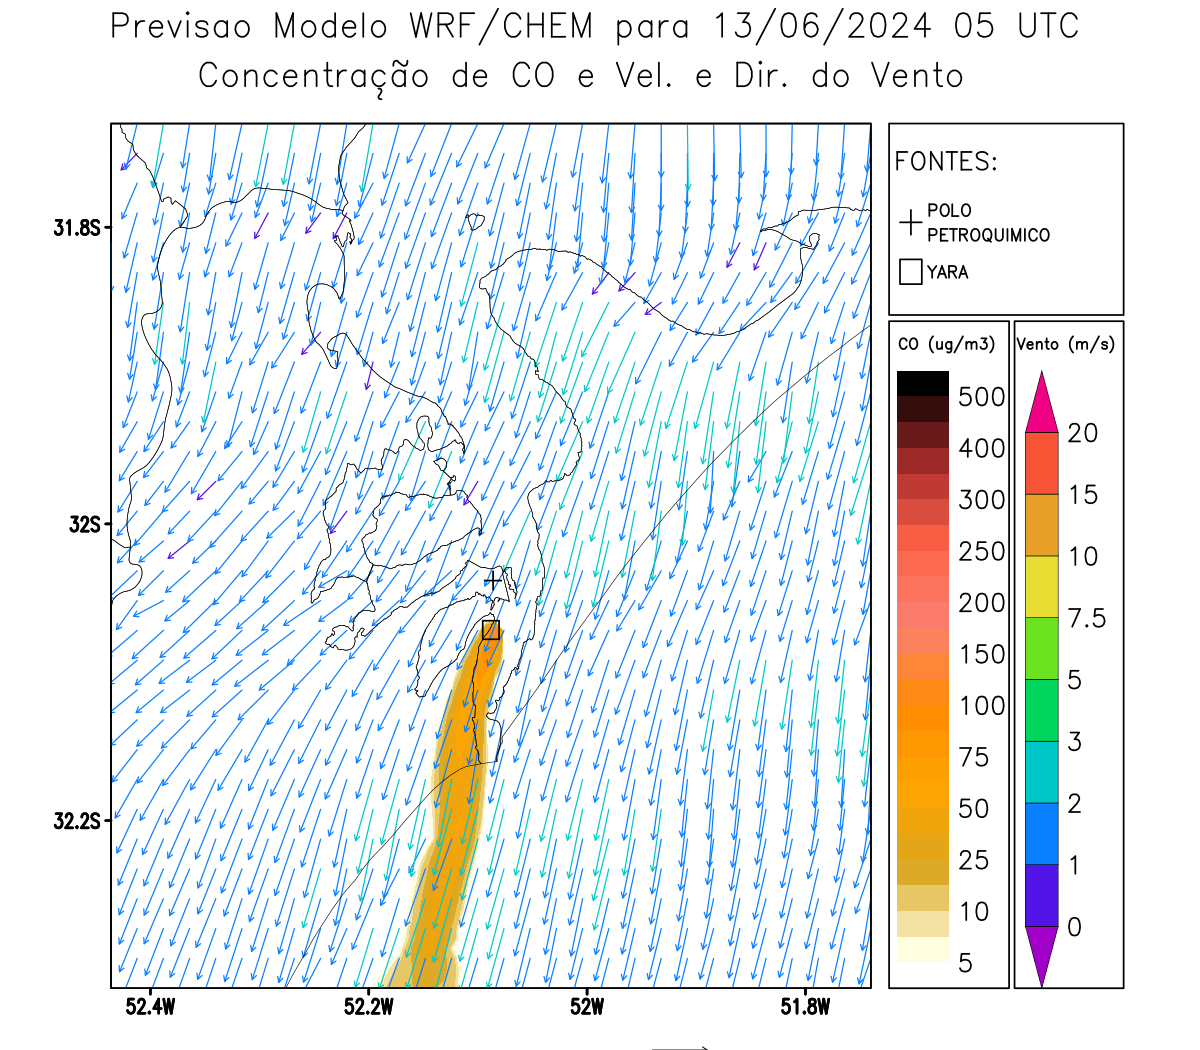 Previsao Modelo WRF/CHEM para 13/06/2024 05 UTC
Concentração de CO e Vel. e Dir. do Vento
FONTES:
POLO
PETROQUIMICO
YARA
31.8S
32S
32.2S
52.4W
52.2W
52W
51.8W
CO (ug/m3)
500
400
300
250
200
150
100
75
50
25
10
5
Vento (m/s)
20
15
10
7.5
5
3
2
1
0